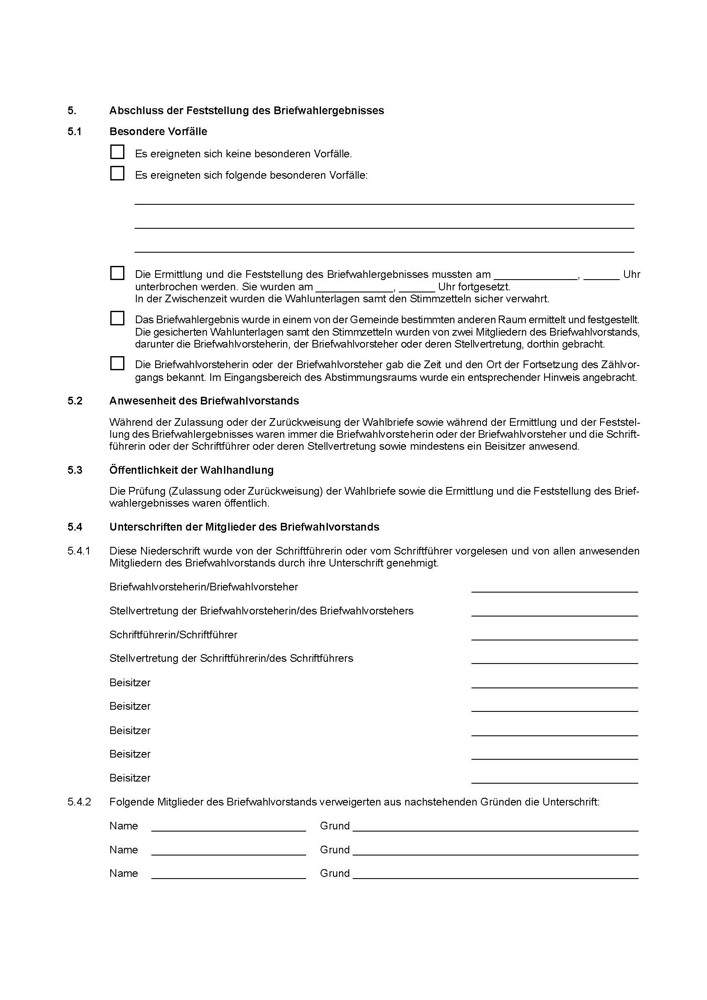 5. Abschluss der Feststellung des Briefwahlergebnisses
5.1 Besondere Vorfälle
Es ereigneten sich keine besonderen Vorfälle.
Es ereigneten sich folgende besonderen Vorfälle:
Die Ermittlung und die Feststellung des Briefwahlergebnisses mussten am ______________, ______ Uhr
unterbrochen werden. Sie wurden am _____________, ______ Uhr fortgesetzt.
In der Zwischenzeit wurden die Wahlunterlagen samt den Stimmzetteln sicher verwahrt.
Das Briefwahlergebnis wurde in einem von der Gemeinde bestimmten anderen Raum ermittelt und festgestellt.
Die gesicherten Wahlunterlagen samt den Stimmzetteln wurden von zwei Mitgliedern des Briefwahlvorstands,
darunter die Briefwahlvorsteherin, der Briefwahlvorsteher oder deren Stellvertretung, dorthin gebracht.
Die Briefwahlvorsteherin oder der Briefwahlvorsteher gab die Zeit und den Ort der Fortsetzung des Zählvor-
gangs bekannt. Im Eingangsbereich des Abstimmungsraums wurde ein entsprechender Hinweis angebracht.
5.2 Anwesenheit des Briefwahlvorstands
Während der Zulassung oder der Zurückweisung der Wahlbriefe sowie während der Ermittlung und der Feststel-
lung des Briefwahlergebnisses waren immer die Briefwahlvorsteherin oder der Briefwahlvorsteher und die Schrift-
führerin oder der Schriftführer oder deren Stellvertretung sowie mindestens ein Beisitzer anwesend.
5.3 Öffentlichkeit der Wahlhandlung
Die Prüfung (Zulassung oder Zurückweisung) der Wahlbriefe sowie die Ermittlung und die Feststellung des Brief-
wahlergebnisses waren öffentlich.
5.4 Unterschriften der Mitglieder des Briefwahlvorstands
5.4.1 Diese Niederschrift wurde von der Schriftführerin oder vom Schriftführer vorgelesen und von allen anwesenden
Mitgliedern des Briefwahlvorstands durch ihre Unterschrift genehmigt.
Briefwahlvorsteherin/Briefwahlvorsteher
Stellvertretung der Briefwahlvorsteherin/des Briefwahlvorstehers
Schriftführerin/Schriftführer
Stellvertretung der Schriftführerin/des Schriftführers
Beisitzer
Beisitzer
Beisitzer
Beisitzer
Beisitzer
5.4.2 Folgende Mitglieder des Briefwahlvorstands verweigerten aus nachstehenden Gründen die Unterschrift:
Name Grund
Name Grund
Name Grund